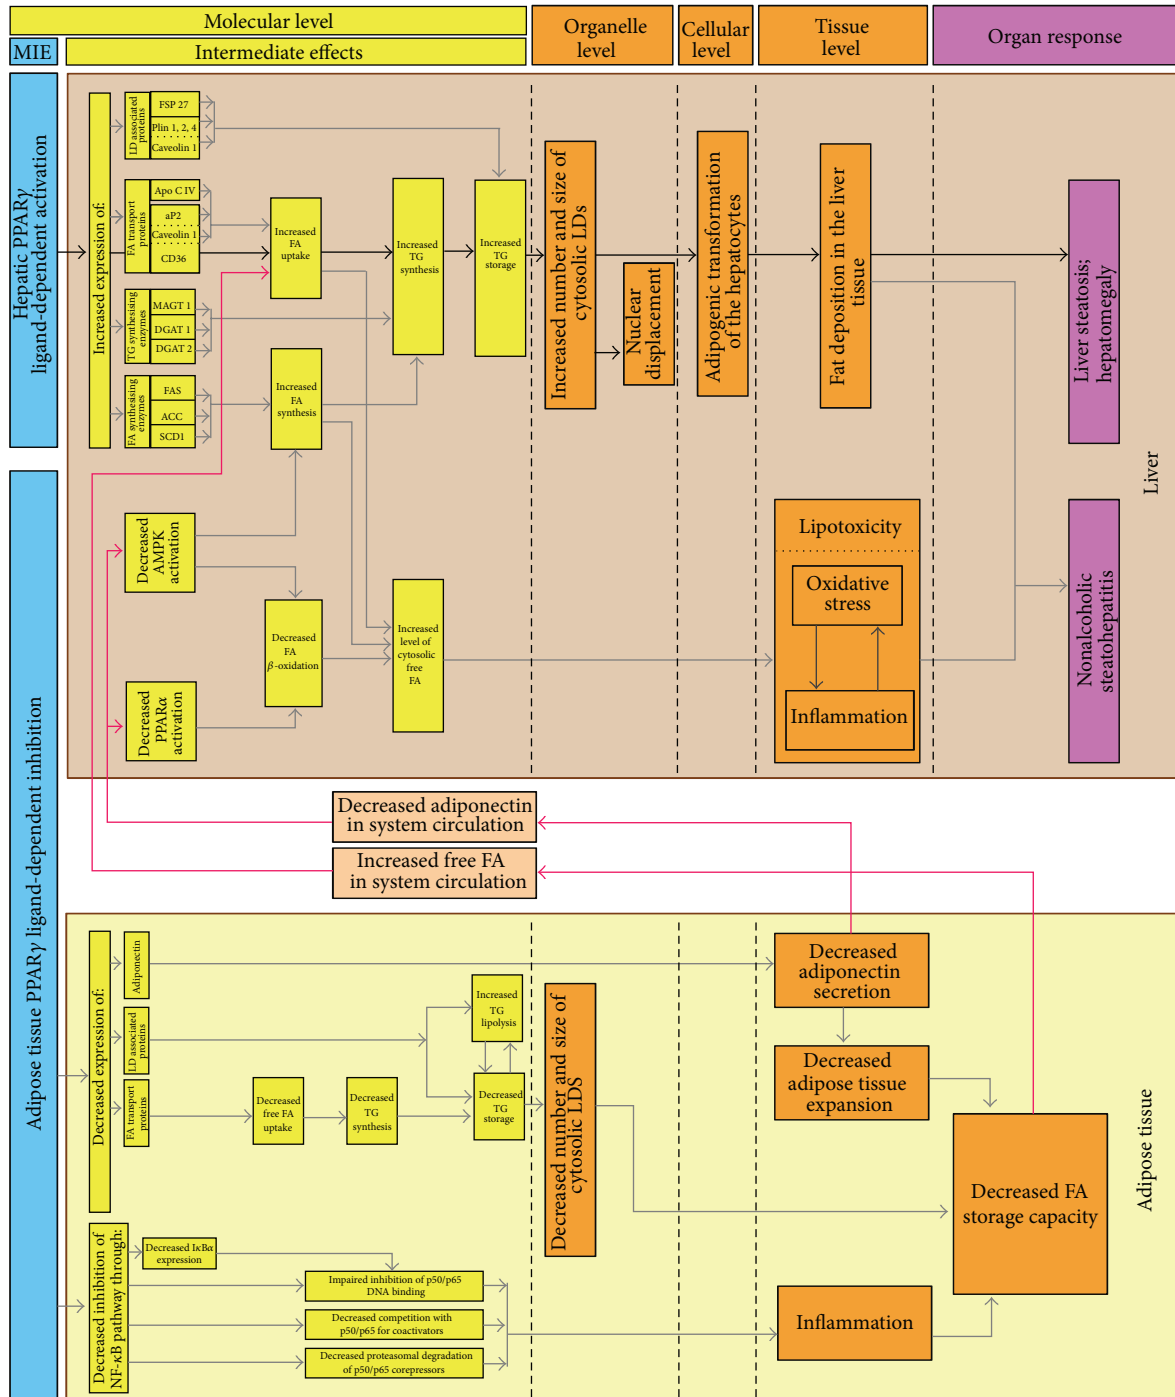 Molecular level
Organelle
level
Cellular
level
Tissue
level
Organ response
MIE
Intermediate effects
Hepatic PPARγ
ligand-dependent activation
Increased expression of:
LD associated
proteins
FSP 27
Plin 1, 2, 4
Caveolin 1
FA transport
proteins
Apo C IV
aP2
Caveolin 1
CD36
TG synthesising
enzymes
MAGT 1
DGAT 1
DGAT 2
FA synthesising
enzymes
FAS
ACC
SCD1
Increased
FA
uptake
Increased
FA
synthesis
Increased
TG
synthesis
Increased
TG
storage
Increased number and size of
cytosolic LDs
Nuclear
displacement
Adipogenic transformation
of the hepatocytes
Fat deposition in the liver
tissue
Liver steatosis;
hepatomegaly
Liver
Decreased
AMPK
activation
Decreased
PPARα
activation
Decreased
FA
β-oxidation
Increased
level of
cytosolic
free
FA
Lipotoxicity
Oxidative
stress
Inflammation
Nonalcoholic
steatohepatitis
Decreased adiponectin
in system circulation
Increased free FA
in system circulation
Adipose tissue PPARγ ligand-dependent inhibition
Decreased expression of:
Adiponectin
LD associated
proteins
FA transport
proteins
Decreased
free FA
uptake
Decreased
TG
synthesis
Increased
TG
lipolysis
Decreased
TG
storage
Decreased number and size of
cytosolic LDS
Decreased
adiponectin
secretion
Decreased
adipose tissue
expansion
Decreased FA
storage capacity
Adipose tissue
Decreased inhibition of
NF-κB pathway through:
Decreased IκBα
expression
Impaired inhibition of p50/p65
DNA binding
Decreased competition with
p50/p65 for coactivators
Decreased proteasomal degradation
of p50/p65 corepressors
Inflammation